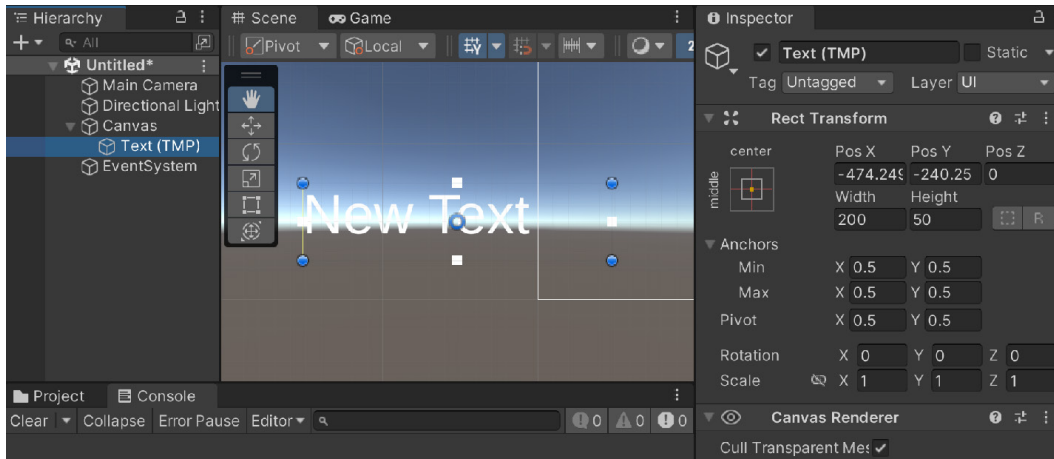 Hierarchy
All
Untitled*
Main Camera
Directional Light
Canvas
Text (TMP)
EventSystem
Scene
Game
Pivot
Local
2
New Text
Project
Console
Clear
Collapse
Error Pause
Editor
0
0
0
Inspector
Text (TMP)
Static
Tag Untagged
Layer UI
Rect Transform
center
middle
Pos X Pos Y Pos Z
-474.249 -240.25 0
Width Height
200 50
R
Anchors
Min X 0.5 Y 0.5
Max X 0.5 Y 0.5
Pivot X 0.5 Y 0.5
Rotation X 0 Y 0 Z 0
Scale X 1 Y 1 Z 1
Canvas Renderer
Cull Transparent Mes